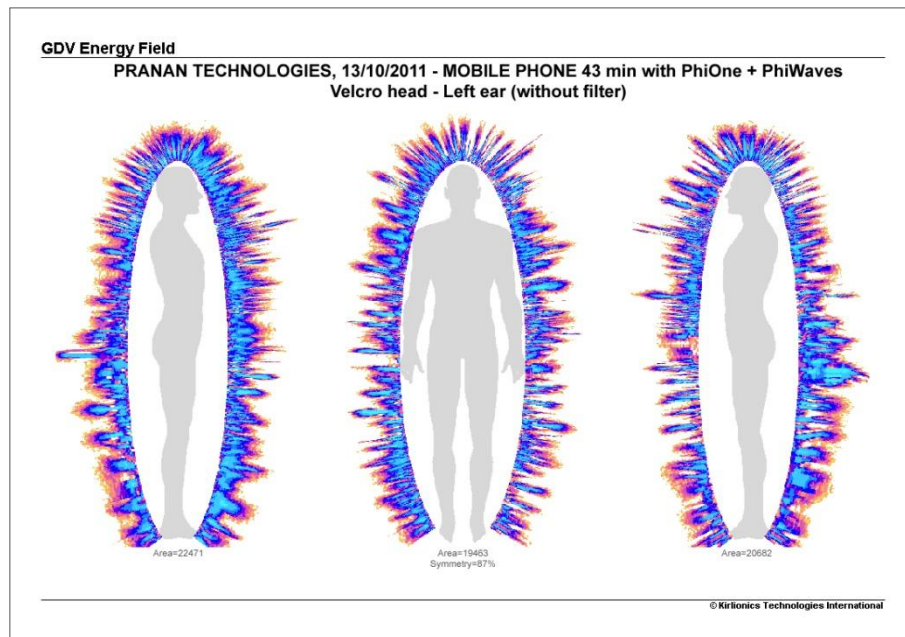 GDV Energy Field
PRANAN TECHNOLOGIES, 13/10/2011 - MOBILE PHONE 43 min with PhiOne + PhiWaves
Velcro head - Left ear (without filter)
Area=22471
Area=19463
Symmetry=87%
Area=20682
© Kirlionics Technologies International